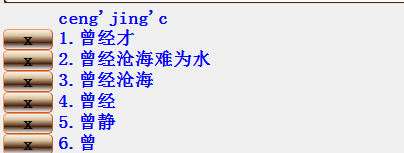 ceng'jing'c
x 1.曾经才
x 2.曾经沧海难为水
x 3.曾经沧海
x 4.曾经
x 5.曾静
x 6.曾